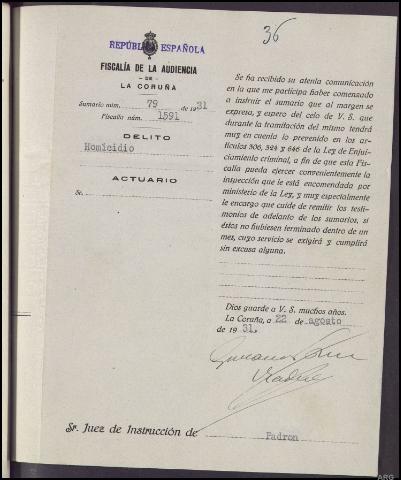 36
REPÚBLICA ESPAÑOLA
FISCALÍA DE LA AUDIENCIA
- DE -
LA CORUÑA
Sumario núm. 79 de 1931
Fiscalía núm. 1591
DELITO
Homicidio
ACTUARIO
Sr.
Se ha recibido su atenta comunicación
en la que me participa haber comenzado
a instruir el sumario que al margen se
expresa, y espero del celo de V. S. que
durante la tramitación del mismo tendrá
muy en cuenta lo prevenido en los ar-
tículos 306, 324 y 646 de la Ley de Enjui-
ciamiento criminal, a fin de que esta Fis-
calía pueda ejercer convenientemente la
inspección que le está encomendada por
ministerio de la Ley, y muy especialmente
le encargo que cuide de remitir los testi-
monios de adelanto de los sumarios, si
éstos no hubiesen terminado dentro de un
mes, cuyo servicio se exigirá y cumplirá
sin excusa alguna.
Dios guarde a V. S. muchos años.
La Coruña, a 22 de agosto
de 1931.
Sr. Juez de Instrucción de Padron
ARG